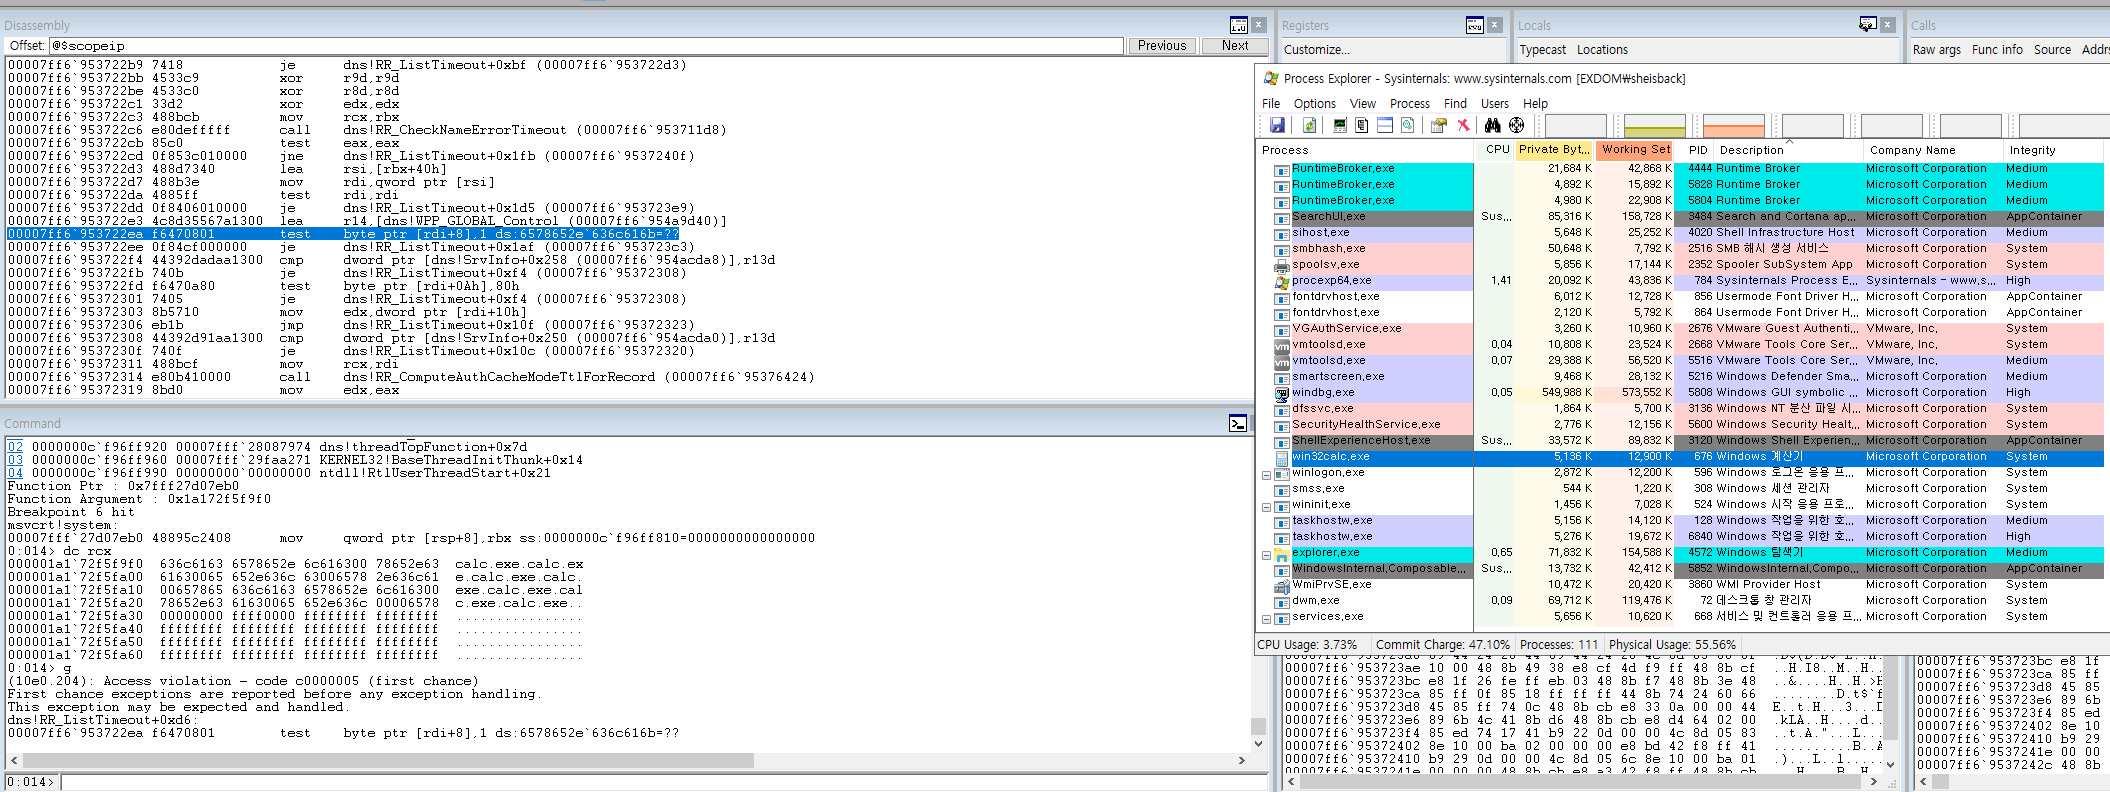 Disassembly
Offset: @$scopeip
Previous Next
00007ff6`953722b9 7418 je dns!RR_ListTimeout+0xbf (00007ff6`953722d3)
00007ff6`953722bb 4533c9 xor r9d,r9d
00007ff6`953722be 4533c0 xor r8d,r8d
00007ff6`953722c1 33d2 xor edx,edx
00007ff6`953722c3 488bcb mov rcx,rbx
00007ff6`953722c6 e80defffff call dns!RR_CheckNameErrorTimeout (00007ff6`953711d8)
00007ff6`953722cb 85c0 test eax,eax
00007ff6`953722cd 0f853c010000 jne dns!RR_ListTimeout+0x1fb (00007ff6`9537240f)
00007ff6`953722d3 488d7340 lea rsi,[rbx+40h]
00007ff6`953722d7 488b3e mov rdi,qword ptr [rsi]
00007ff6`953722da 4885ff test rdi,rdi
00007ff6`953722dd 0f8406010000 je dns!RR_ListTimeout+0x1d5 (00007ff6`953723e9)
00007ff6`953722e3 4c8d35567a1300 lea r14,[dns!WPP_GLOBAL_Control (00007ff6`954a9d40)]
00007ff6`953722ea f6470801 test byte ptr [rdi+8],1 ds:6578652e`636c616b=??
00007ff6`953722ee 0f84cf000000 je dns!RR_ListTimeout+0x1af (00007ff6`953723c3)
00007ff6`953722f4 44392dadaa1300 cmp dword ptr [dns!SrvInfo+0x258 (00007ff6`954acda8)],r13d
00007ff6`953722fb 740b je dns!RR_ListTimeout+0xf4 (00007ff6`95372308)
00007ff6`953722fd f6470a80 test byte ptr [rdi+0Ah],80h
00007ff6`95372301 7405 je dns!RR_ListTimeout+0xf4 (00007ff6`95372308)
00007ff6`95372303 8b5710 mov edx,dword ptr [rdi+10h]
00007ff6`95372306 eb1b jmp dns!RR_ListTimeout+0x10f (00007ff6`95372323)
00007ff6`95372308 44392d91aa1300 cmp dword ptr [dns!SrvInfo+0x250 (00007ff6`954acda0)],r13d
00007ff6`9537230f 740f je dns!RR_ListTimeout+0x10c (00007ff6`95372320)
00007ff6`95372311 488bcf mov rcx,rdi
00007ff6`95372314 e80b410000 call dns!RR_ComputeAuthCacheModeTtlForRecord (00007ff6`95376424)
00007ff6`95372319 8bd0 mov edx,eax
Command
02 0000000c`f96ff920 00007fff`28087974 dns!threadTopFunction+0x7d
03 0000000c`f96ff960 00007fff`29faa271 KERNEL32!BaseThreadInitThunk+0x14
04 0000000c`f96ff990 00000000`00000000 ntdll!RtlUserThreadStart+0x21
Function Ptr : 0x7fff27d07eb0
Function Argument : 0x1a172f5f9f0
Breakpoint 6 hit
msvcrt!system:
00007fff`27d07eb0 48895c2408 mov qword ptr [rsp+8],rbx ss:0000000c`f96ff810=0000000000000000
0:014> dc rcx
000001a1`72f5f9f0 636c6163 6578652e 6c616300 78652e63 calc.exe.calc.ex
000001a1`72f5fa00 61630065 652e636c 63006578 2e636c61 e.calc.exe.calc.
000001a1`72f5fa10 00657865 636c6163 6578652e 6c616300 exe.calc.exe.cal
000001a1`72f5fa20 78652e63 61630065 652e636c 00006578 c.exe.calc.exe..
000001a1`72f5fa30 00000000 ffff0000 ffffffff ffffffff ................
000001a1`72f5fa40 ffffffff ffffffff ffffffff ffffffff ................
000001a1`72f5fa50 ffffffff ffffffff ffffffff ffffffff ................
000001a1`72f5fa60 ffffffff ffffffff ffffffff ffffffff ................
0:014> g
(10e0.204): Access violation - code c0000005 (first chance)
First chance exceptions are reported before any exception handling.
This exception may be expected and handled.
dns!RR_ListTimeout+0xd6:
00007ff6`953722ea f6470801 test byte ptr [rdi+8],1 ds:6578652e`636c616b=??
0:014>
Registers
Customize...
Locals
Typecast Locations
Calls
Raw args Func info Source Addrs
Process Explorer - Sysinternals: www.sysinternals.com [EXDOM₩sheisback]
File Options View Process Find Users Help
Process CPU Private Byt... Working Set PID Description Company Name Integrity
RuntimeBroker.exe 21,684 K 42,868 K 4444 Runtime Broker Microsoft Corporation Medium
RuntimeBroker.exe 4,892 K 15,892 K 5828 Runtime Broker Microsoft Corporation Medium
RuntimeBroker.exe 4,980 K 22,908 K 5804 Runtime Broker Microsoft Corporation Medium
SearchUI.exe Sus... 85,316 K 158,728 K 3484 Search and Cortana ap... Microsoft Corporation AppContainer
sihost.exe 5,648 K 25,252 K 4020 Shell Infrastructure Host Microsoft Corporation Medium
smbhash.exe 50,648 K 7,792 K 2516 SMB 해시 생성 서비스 Microsoft Corporation System
spoolsv.exe 5,856 K 17,144 K 2352 Spooler SubSystem App Microsoft Corporation System
procexp64.exe 1.41 20,092 K 43,836 K 784 Sysinternals Process E... Sysinternals - www.s... High
fontdrvhost.exe 6,012 K 12,728 K 856 Usermode Font Driver H... Microsoft Corporation AppContainer
fontdrvhost.exe 2,120 K 5,792 K 864 Usermode Font Driver H... Microsoft Corporation AppContainer
VGAuthService.exe 3,260 K 10,960 K 2676 VMware Guest Authenti... VMware, Inc. System
vmtoolsd.exe 0.04 10,808 K 23,524 K 2668 VMware Tools Core Ser... VMware, Inc. System
vmtoolsd.exe 0.07 29,388 K 56,520 K 5516 VMware Tools Core Ser... VMware, Inc. Medium
smartscreen.exe 9,468 K 28,132 K 5216 Windows Defender Sma... Microsoft Corporation Medium
windbg.exe 0.05 549,988 K 573,552 K 5808 Windows GUI symbolic ... Microsoft Corporation High
dfssvc.exe 1,864 K 5,700 K 3136 Windows NT 분산 파일 시... Microsoft Corporation System
SecurityHealthService.exe 2,776 K 12,156 K 5600 Windows Security Healt... Microsoft Corporation System
ShellExperienceHost.exe Sus... 33,572 K 89,832 K 3120 Windows Shell Experien... Microsoft Corporation AppContainer
win32calc.exe 5,136 K 12,900 K 676 Windows 계산기 Microsoft Corporation System
winlogon.exe 2,872 K 12,200 K 596 Windows 로그온 응용 프... Microsoft Corporation System
smss.exe 544 K 1,220 K 308 Windows 세션 관리자 Microsoft Corporation System
wininit.exe 1,456 K 7,028 K 524 Windows 시작 응용 프로... Microsoft Corporation System
taskhostw.exe 5,156 K 14,120 K 128 Windows 작업을 위한 호... Microsoft Corporation Medium
taskhostw.exe 5,276 K 19,672 K 6840 Windows 작업을 위한 호... Microsoft Corporation High
explorer.exe 0.65 71,832 K 154,588 K 4572 Windows 탐색기 Microsoft Corporation Medium
WindowsInternal.Composable... Sus... 13,732 K 42,412 K 5852 WindowsInternal.Compo... Microsoft Corporation AppContainer
WmiPrvSE.exe 10,472 K 20,420 K 3860 WMI Provider Host Microsoft Corporation System
dwm.exe 0.09 69,712 K 119,476 K 72 데스크톱 창 관리자 Microsoft Corporation System
services.exe 5,656 K 10,620 K 668 서비스 및 컨트롤러 응용 프... Microsoft Corporation System
CPU Usage: 3.73% Commit Charge: 47.10% Processes: 111 Physical Usage: 55.56%
00007ff6`953723ae 10 00 48 8b 49 38 e8 cf 4d f9 ff 48 8b cf ..H.I8..M..H..
00007ff6`953723bc e8 1f 26 fe ff eb 03 48 8b f7 48 8b 3e 48 ..&....H..H.>H
00007ff6`953723ca 85 ff 0f 85 18 ff ff ff 44 8b 74 24 60 66 ........D.t$`f
00007ff6`953723d8 45 85 ff 74 0c 48 8b cb e8 33 0a 00 00 44 E..t.H...3...D
00007ff6`953723e6 89 6b 4c 41 8b d6 48 8b cb e8 d4 64 02 00 .kLA..H....d..
00007ff6`953723f4 85 ed 74 17 41 b9 22 0d 00 00 4c 8d 05 83 ..t.A."...L...
00007ff6`95372402 8e 10 00 ba 02 00 00 00 e8 bd 42 f8 ff 41 ..........B..A
00007ff6`95372410 b9 29 0d 00 00 4c 8d 05 6c 8e 10 00 ba 01 .)...L..l.....
00007ff6`9537241e 00 00 00 48 8b cb e8 a3 42 f8 ff 48 8b cb
00007ff6`953723bc e8 1f
00007ff6`953723ca 85 ff
00007ff6`953723d8 45 85
00007ff6`953723e6 89 6b
00007ff6`953723f4 85 ed
00007ff6`95372402 8e 10
00007ff6`95372410 b9 29
00007ff6`9537241e 00 00
00007ff6`9537242c 48 8b